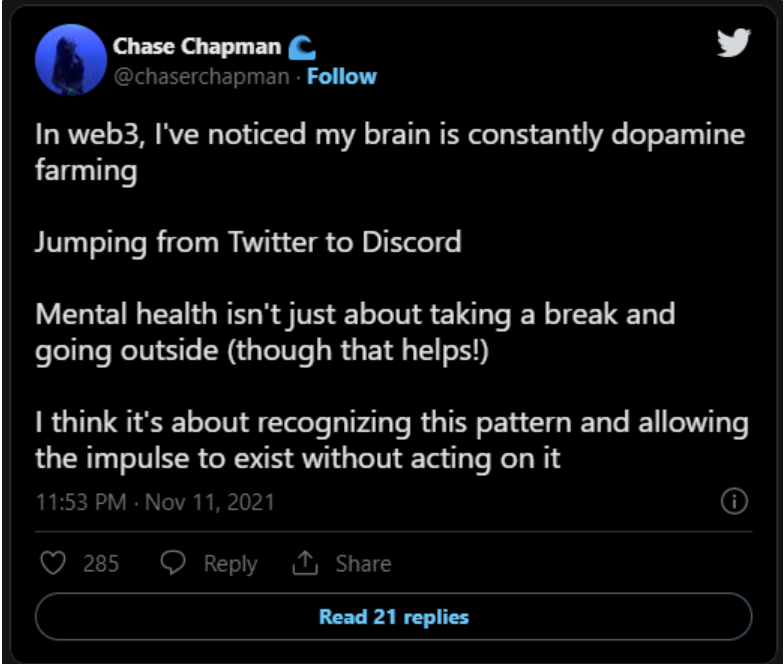 Chase Chapman 🌊
@chaserchapman · Follow
In web3, I've noticed my brain is constantly dopamine
farming
Jumping from Twitter to Discord
Mental health isn't just about taking a break and
going outside (though that helps!)
I think it's about recognizing this pattern and allowing
the impulse to exist without acting on it
11:53 PM · Nov 11, 2021
285 Reply Share
Read 21 replies